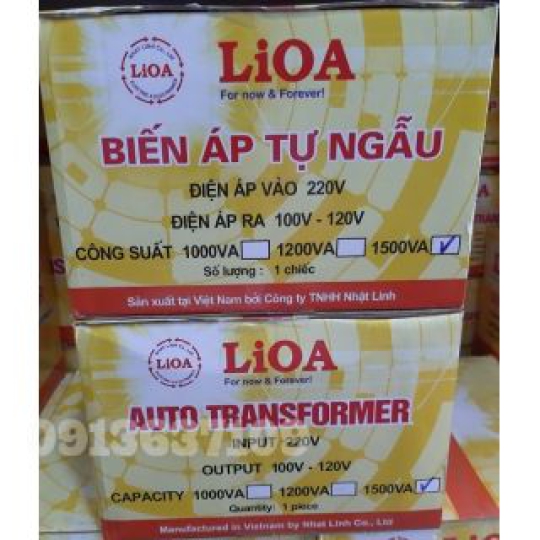 LiOA
LiOA
For now & Forever!
BIẾN ÁP TỰ NGẪU
ĐIỆN ÁP VÀO 220V
ĐIỆN ÁP RA 100V - 120V
CÔNG SUẤT 1000VA 1200VA 1500VA
Số lượng : 1 chiếc
Sản xuất tại Việt Nam bởi Công ty TNHH Nhật Linh
LiOA
LiOA
For now & Forever!
AUTO TRANSFORMER
INPUT 220V
OUTPUT 100V - 120V
CAPACITY 1000VA 1200VA 1500VA
Quantity: 1 piece
Manufactured in Vietnam by Nhat Linh Co., Ltd